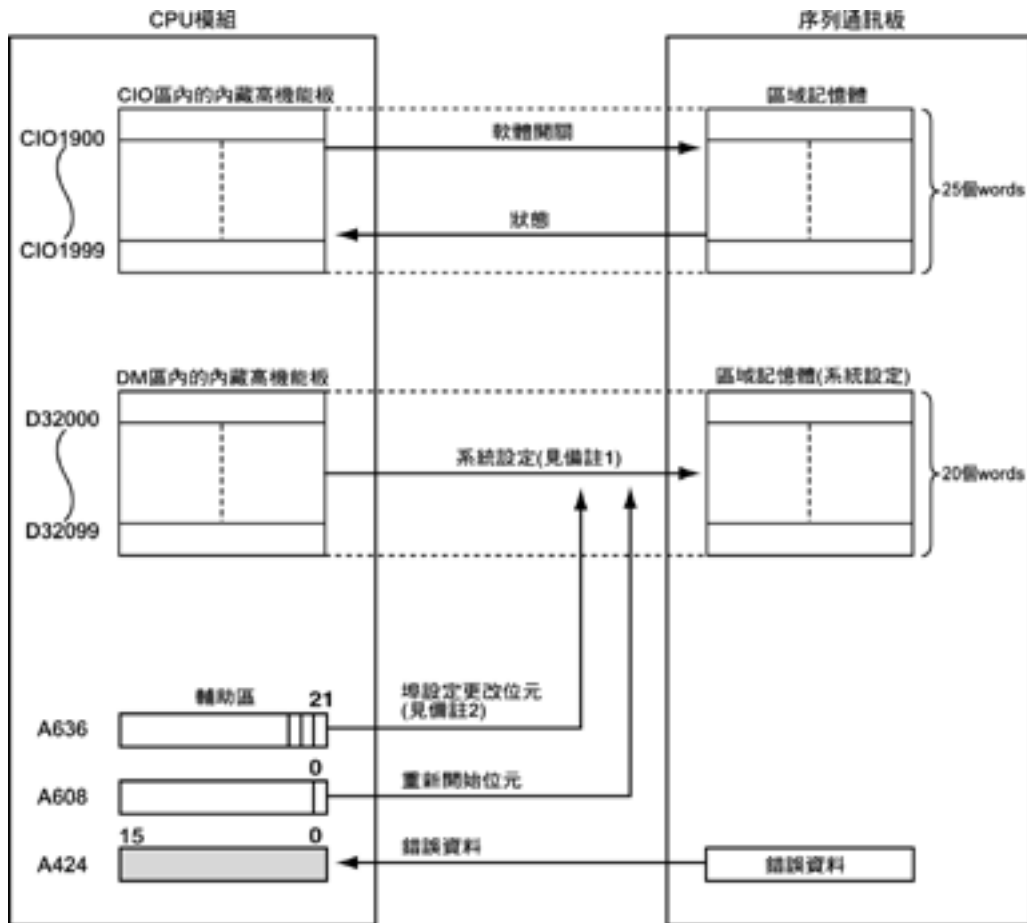 CPU模組
序列通訊板
CIO區內的內藏高機能板
區域記憶體
CIO1900
軟體開關
25個words
狀態
CIO1999
DM區內的內藏高機能板
區域記憶體(系統設定)
D32000
系統設定(見備註1)
20個words
D32099
輔助區
21
埠設定更改位元
(見備註2)
A636
0
A608
重新開始位元
15
0
A424
錯誤資料
錯誤資料